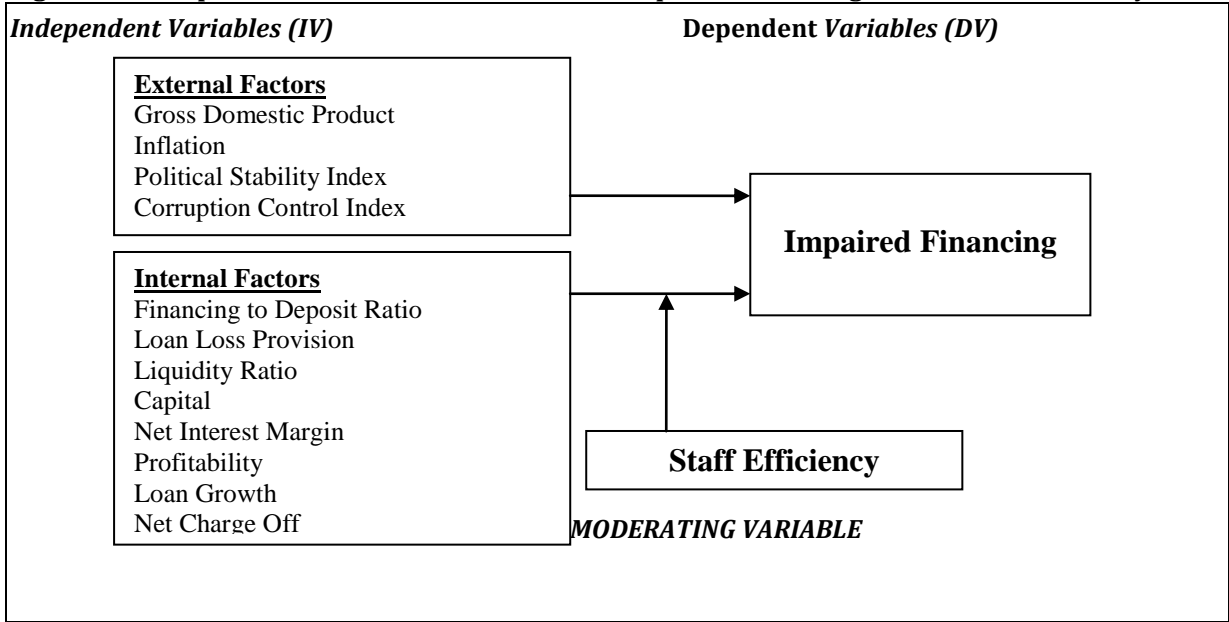 Independent Variables (IV)
Dependent Variables (DV)
External Factors
Gross Domestic Product
Inflation
Political Stability Index
Corruption Control Index
Impaired Financing
Internal Factors
Financing to Deposit Ratio
Loan Loss Provision
Liquidity Ratio
Capital
Net Interest Margin
Profitability
Loan Growth
Net Charge Off
Staff Efficiency
MODERATING VARIABLE